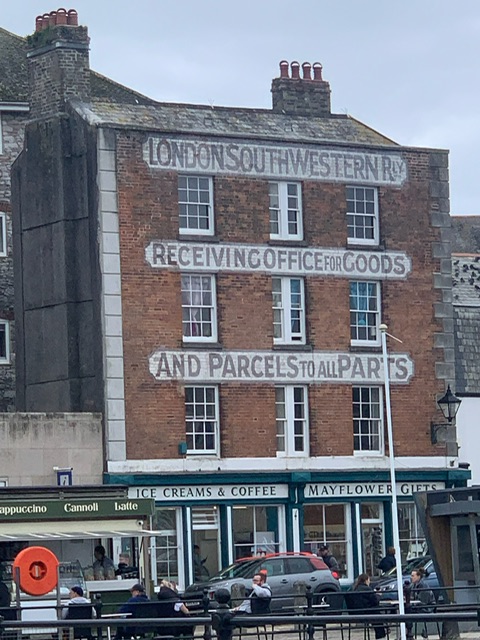 LONDON SOUTH WESTERN RLY
RECEIVING OFFICE FOR GOODS
AND PARCELS TO ALL PARTS
ICE CREAMS & COFFEE MAYFLOWER GIFTS
appuccino Cannoli Latte